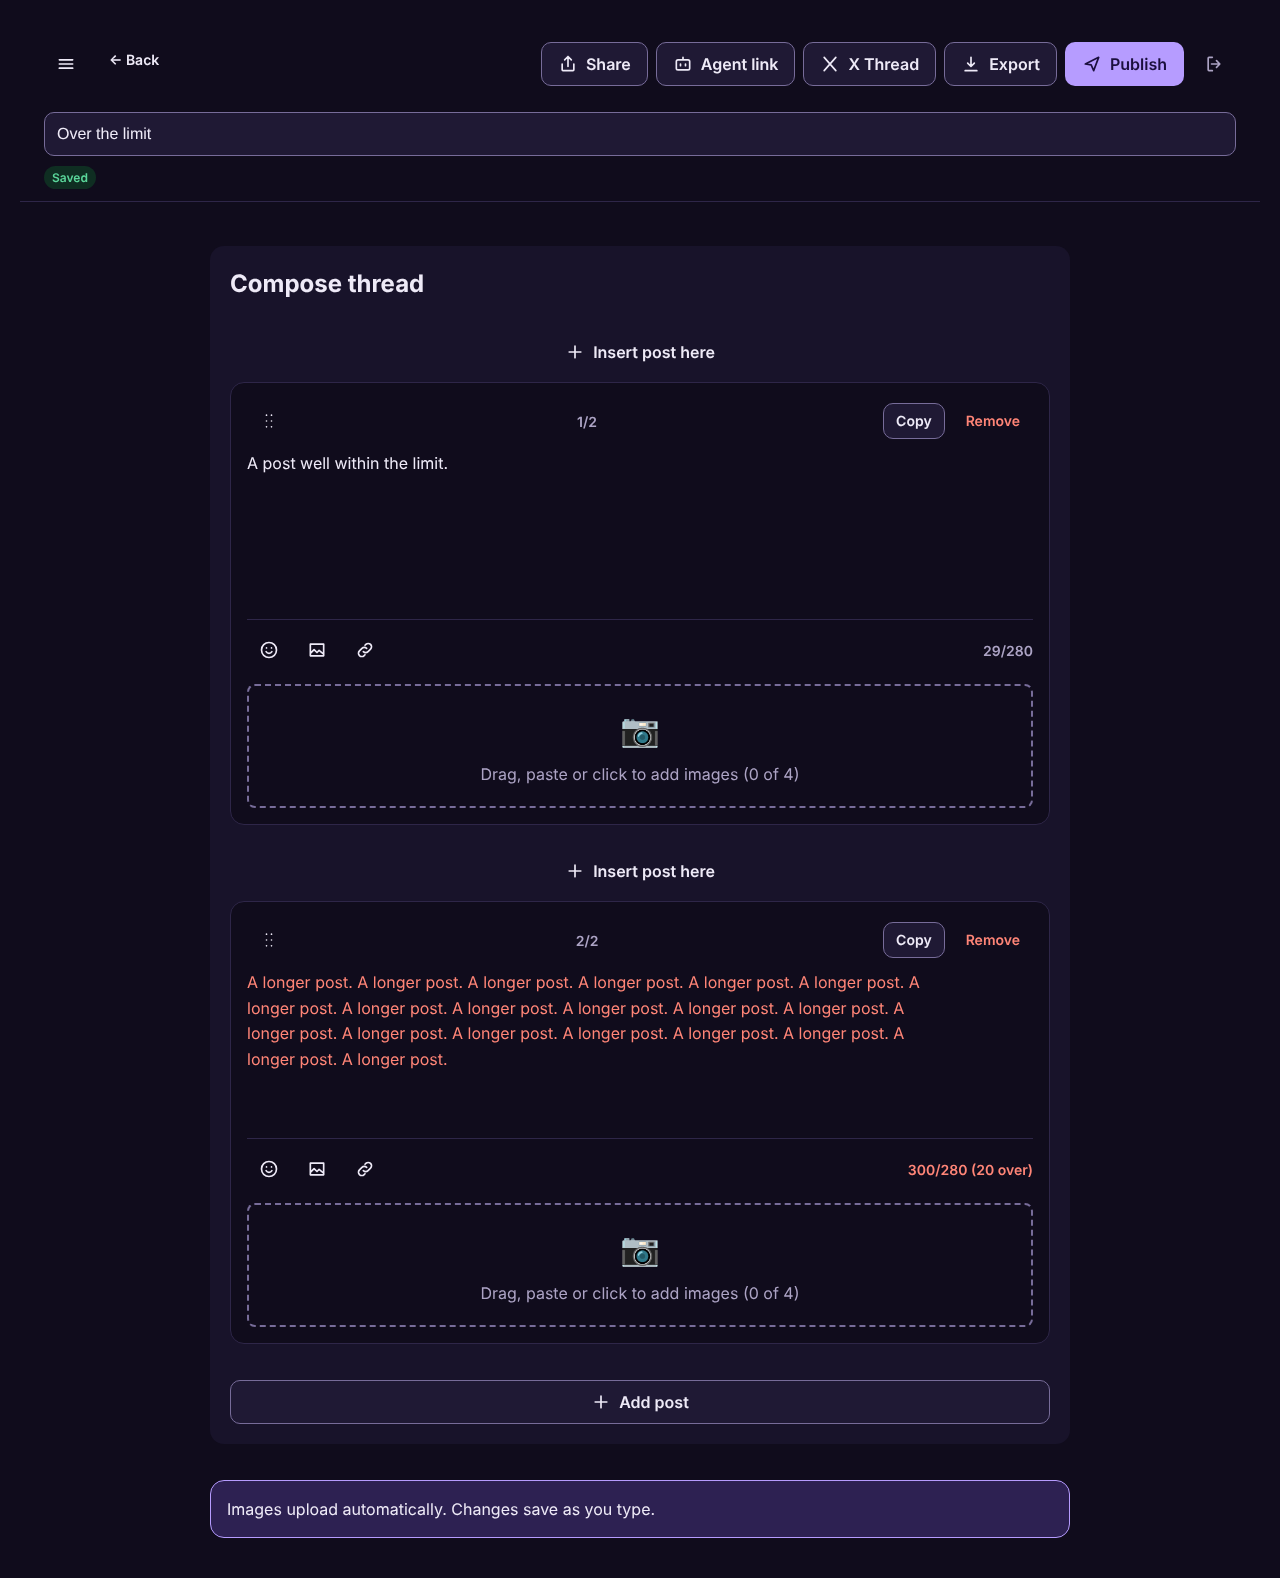 ← Back
Share
Agent link
X Thread
Export
Publish
Over the limit
Saved
Compose thread
Insert post here
1/2
Copy
Remove
A post well within the limit.
29/280
Drag, paste or click to add images (0 of 4)
Insert post here
2/2
Copy
Remove
A longer post. A longer post. A longer post. A longer post. A longer post. A longer post. A
longer post. A longer post. A longer post. A longer post. A longer post. A longer post. A
longer post. A longer post. A longer post. A longer post. A longer post. A longer post. A
longer post. A longer post.
300/280 (20 over)
Drag, paste or click to add images (0 of 4)
Add post
Images upload automatically. Changes save as you type.